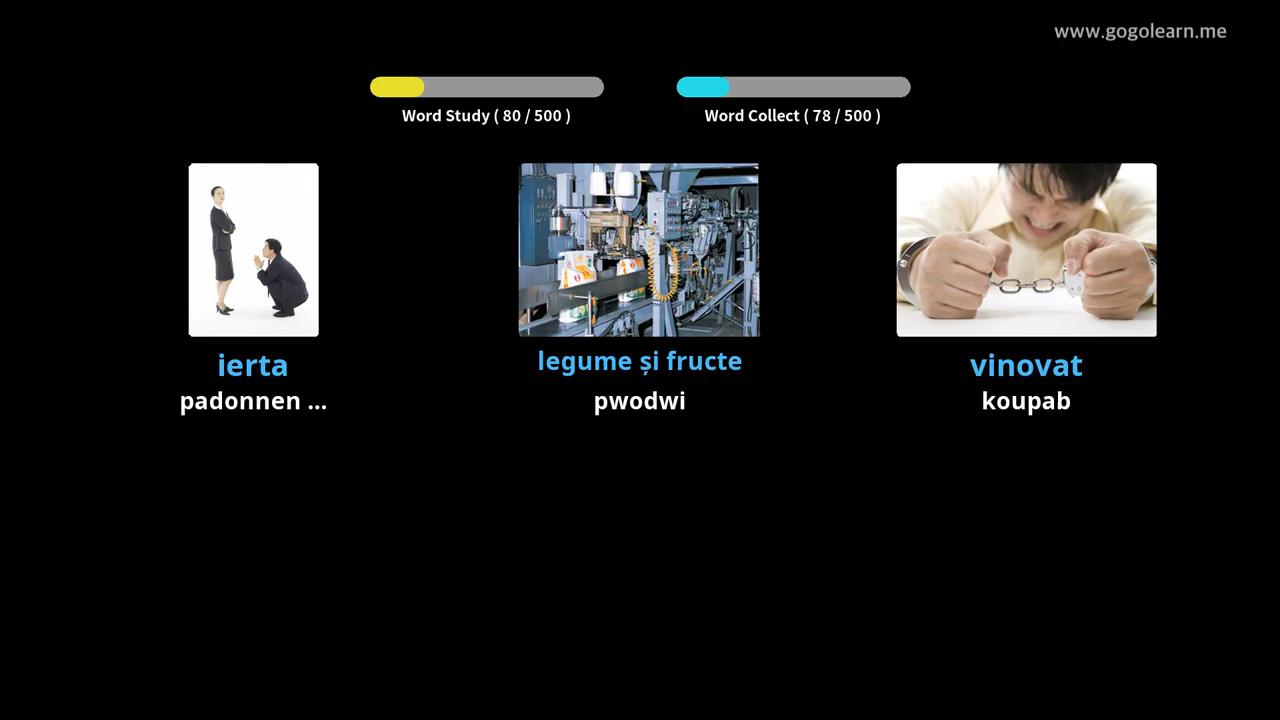 www.gogolearn.me
Word Study ( 80 / 500 )
Word Collect ( 78 / 500 )
ierta
padonnen ...
legume și fructe
pwodwi
vinovat
koupab